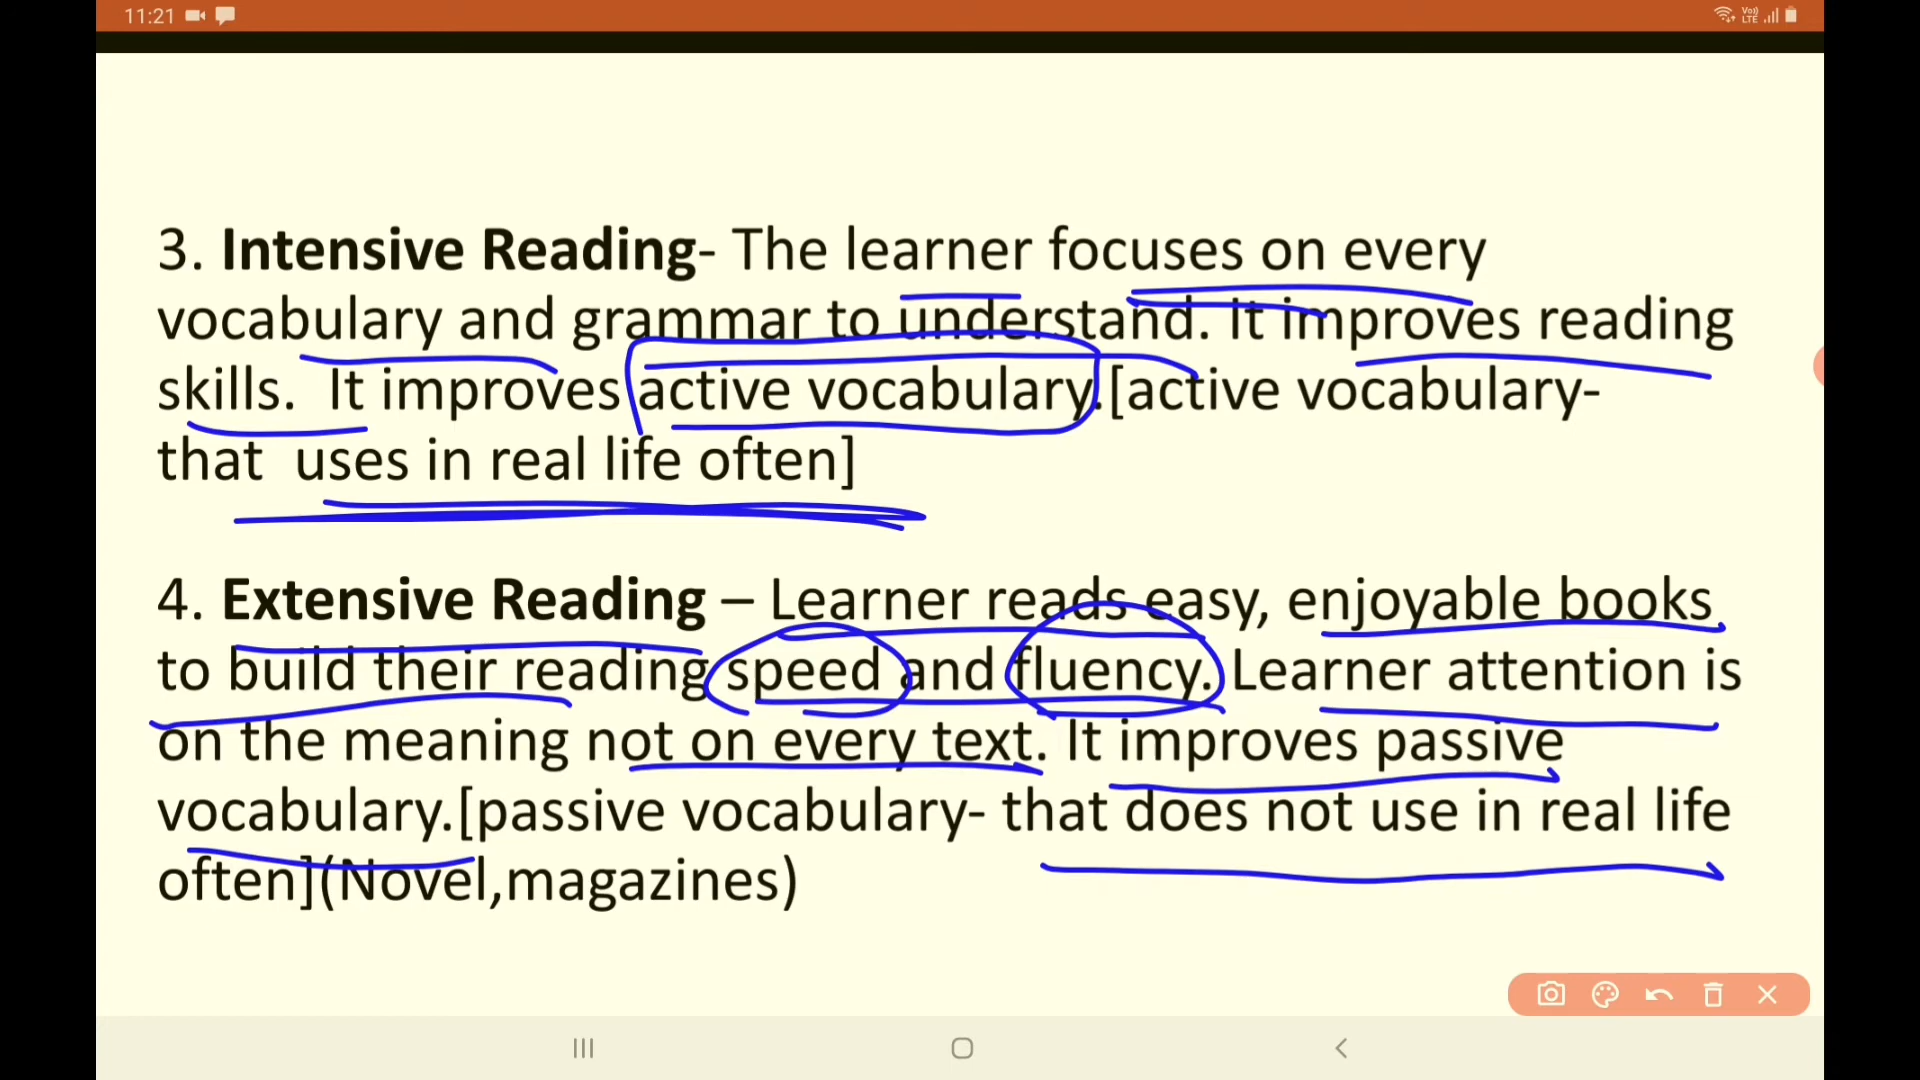 11:21
Vo)) LTE
3. Intensive Reading- The learner focuses on every
vocabulary and grammar to understand. It improves reading
skills.  It improves active vocabulary.[active vocabulary-
that  uses in real life often]
4. Extensive Reading – Learner reads easy, enjoyable books
to build their reading speed and fluency. Learner attention is
on the meaning not on every text. It improves passive
vocabulary.[passive vocabulary- that does not use in real life
often](Novel,magazines)